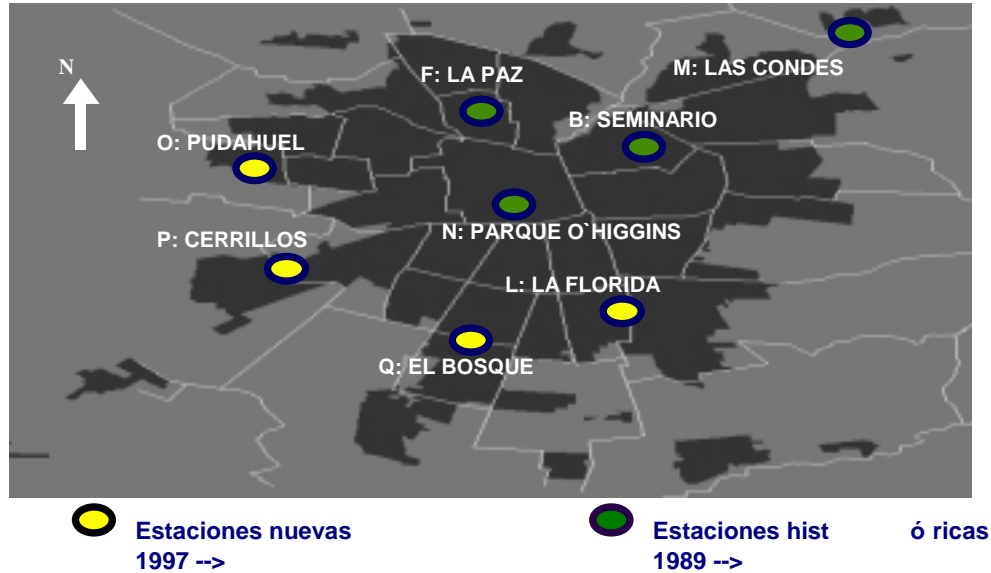 N
F: LA PAZ
M: LAS CONDES
B: SEMINARIO
O: PUDAHUEL
N: PARQUE O`HIGGINS
P: CERRILLOS
L: LA FLORIDA
Q: EL BOSQUE
Estaciones nuevas
1997 -->
Estaciones hist ó ricas
1989 -->